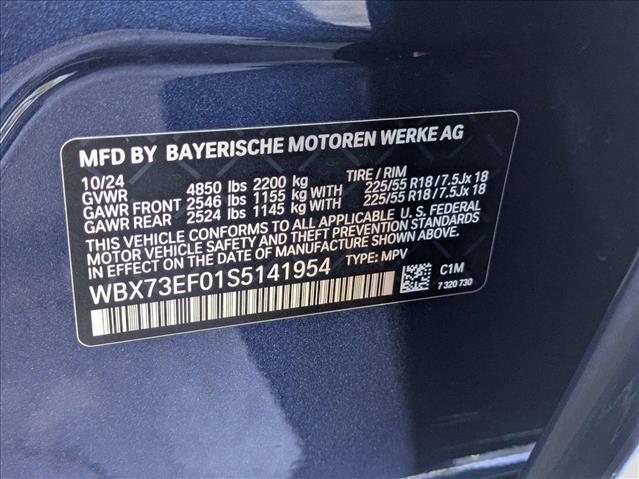 MFD BY BAYERISCHE MOTOREN WERKE AG
10/24 TIRE / RIM
GVWR 4850 lbs 2200 kg
GAWR FRONT 2546 lbs 1155 kg WITH 225/55 R18/7.5Jx 18
GAWR REAR 2524 lbs 1145 kg WITH 225/55 R18/7.5Jx 18
THIS VEHICLE CONFORMS TO ALL APPLICABLE U.S. FEDERAL
MOTOR VEHICLE SAFETY AND THEFT PREVENTION STANDARDS
IN EFFECT ON THE DATE OF MANUFACTURE SHOWN ABOVE.
WBX73EF01S5141954 TYPE: MPV
C1M
7 320 730